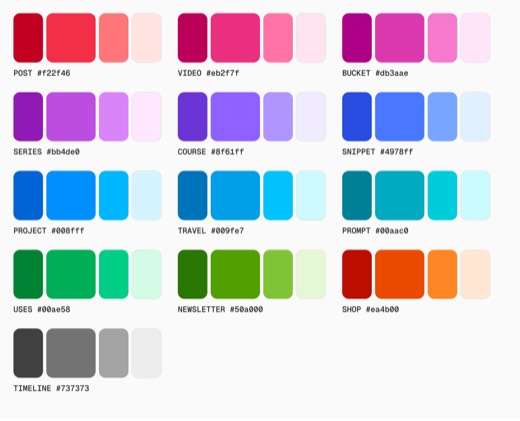 POST #f22f46
VIDEO #eb2f7f
BUCKET #db3aae
SERIES #bb4de0
COURSE #8f61ff
SNIPPET #4978ff
PROJECT #008fff
TRAVEL #009fe7
PROMPT #00aac0
USES #00ae58
NEWSLETTER #50a000
SHOP #ea4b00
TIMELINE #737373